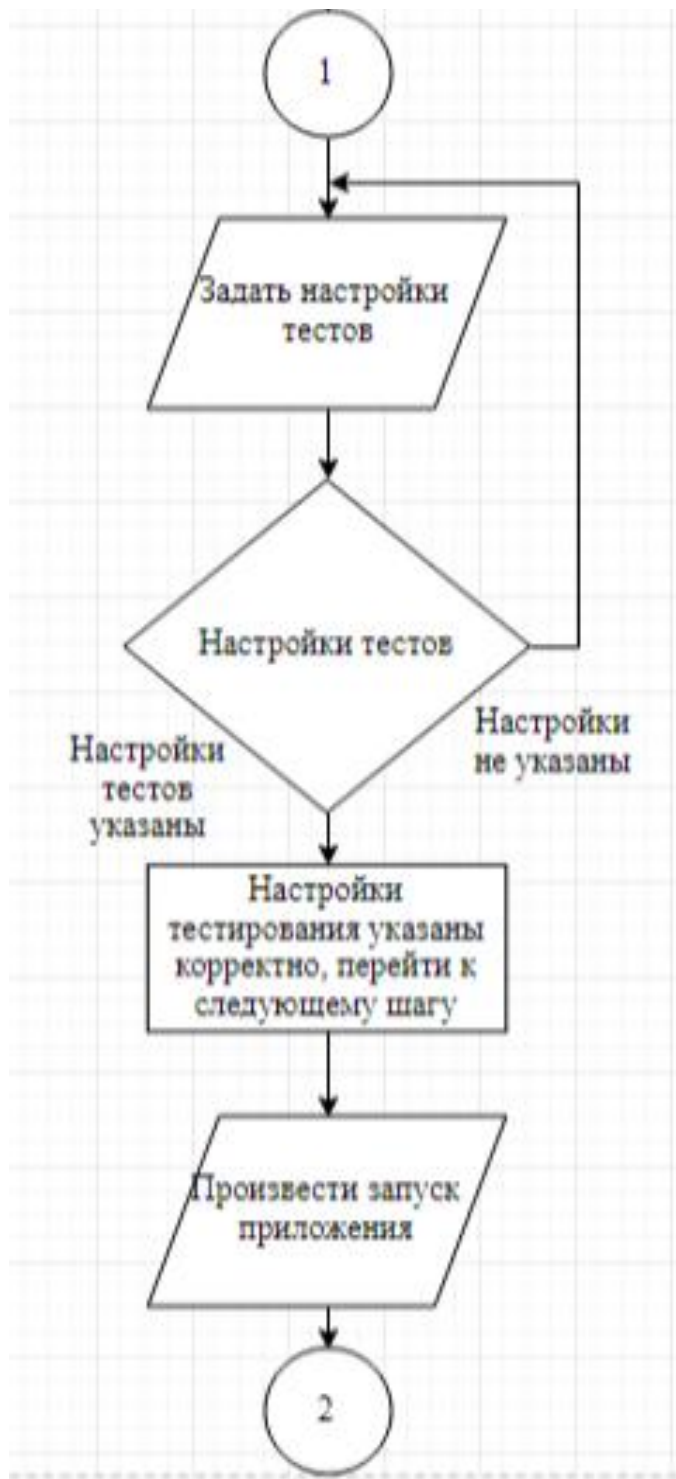 1
Задать настройки
тестов
Настройки тестов
Настройки
не указаны
Настройки
тестов
указаны
Настройки
тестирования указаны
корректно, перейти к
следующему шагу
Произвести запуск
приложения
2